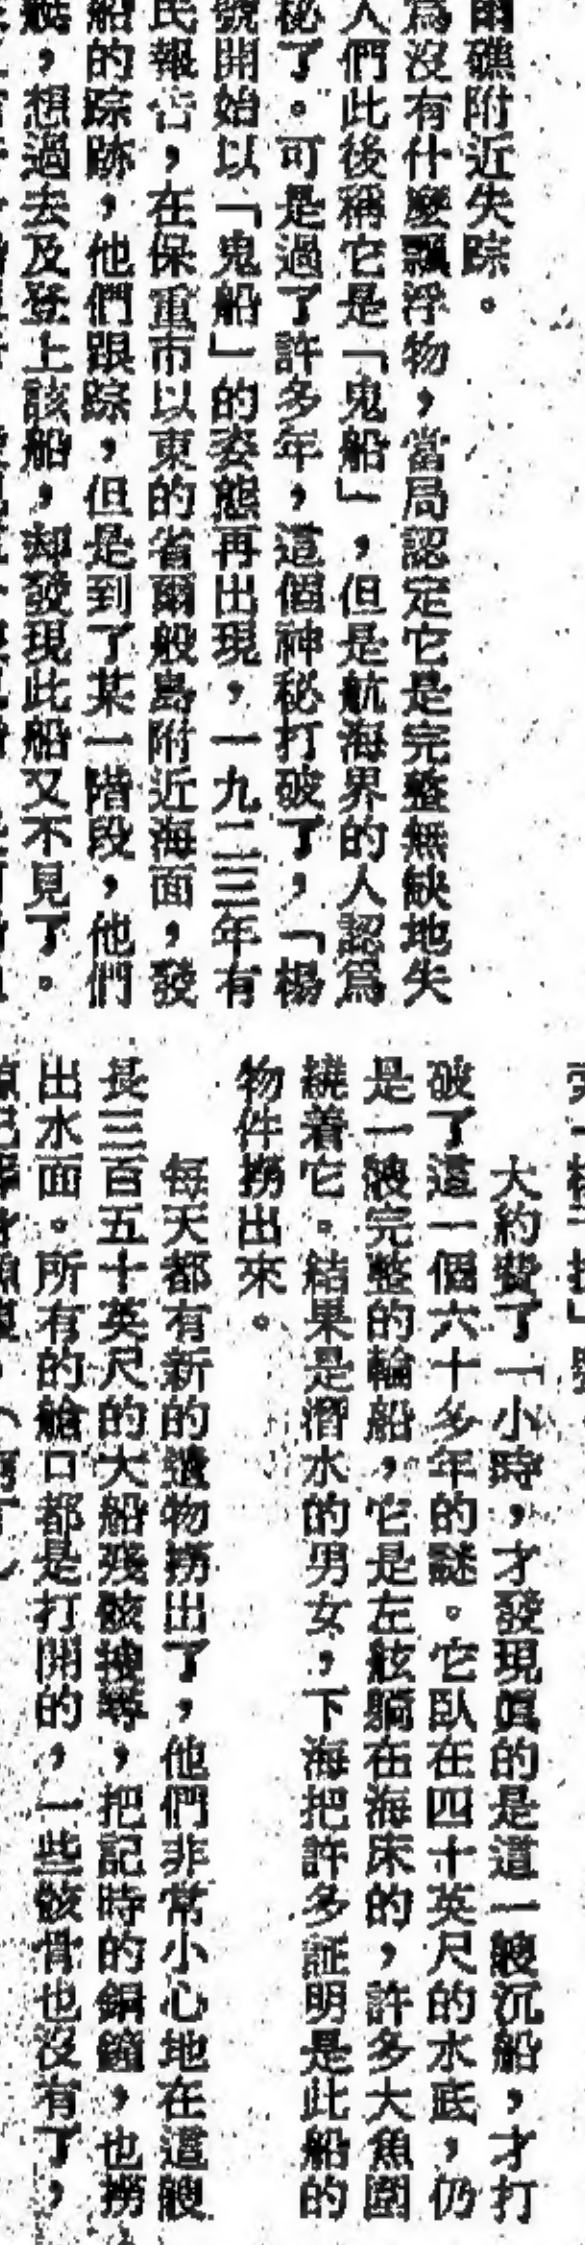 爾礁附近失踪。
爲沒有什麼飄浮物，當局認定它是完整無缺地失
人們此後稱它是「鬼船」，但是航海界的人認爲
秘了。可是過了許多年，這個神秘打破了，「楊
號開始以「鬼船」的姿態再出現，一九二三年有
民報告，在保重市以東的省爾般島附近海面，發
船的踪跡，他們跟踪，但是到了某一階段，他們
艇，想過去及登上該船，却發現此船又不見了。
大約費了一小時，才發現眞的是這一艘沉船，才打
破了這一個六十多年的謎。它臥在四十英尺的水底，仍
是一艘完整的輪船，它是左舷躺在海床的，許多大魚圍
繞着它。結果是潛水的男女，下海把許多証明是此船的
物件撈出來。
每天都有新的遺物撈出了，他們非常小心地在這艘
長三百五十英尺的大船殘骸搜尋，把記時的銅鐘，也撈
出水面。所有的艙口都是打開的，一些骸骨也沒有了，